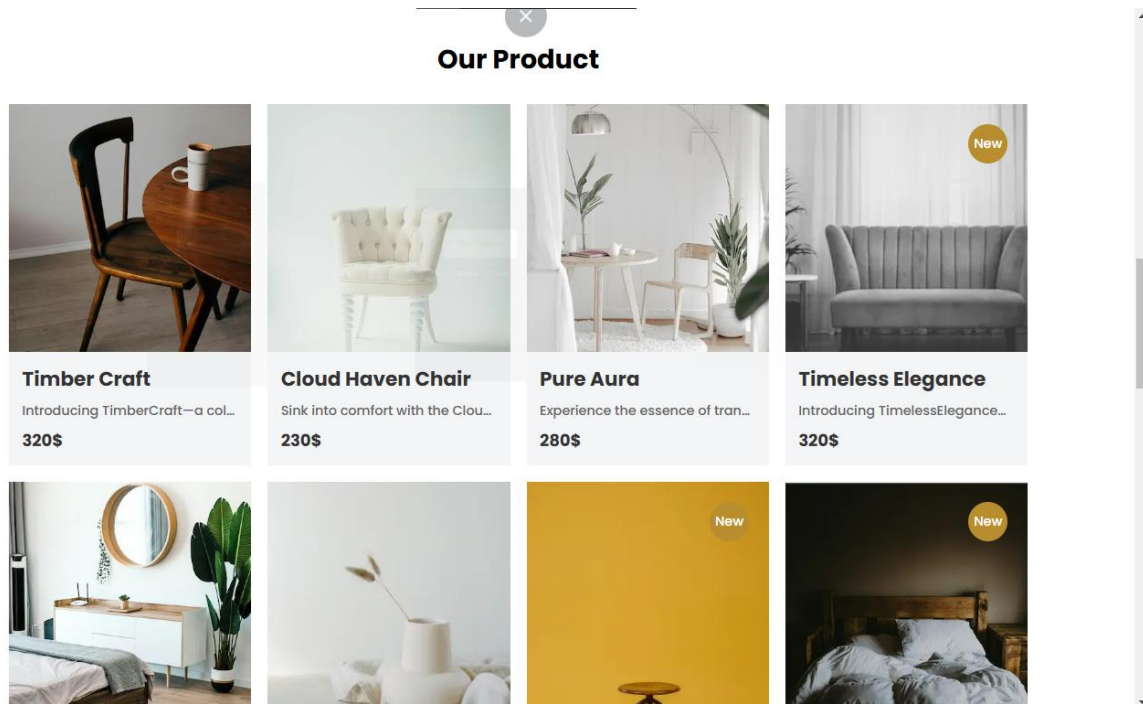 Our Product
New
Timber Craft
Introducing TimberCraft—a col...
320$
Cloud Haven Chair
Sink into comfort with the Clou...
230$
Pure Aura
Experience the essence of tran...
280$
Timeless Elegance
Introducing TimelessElegance...
320$
New
New